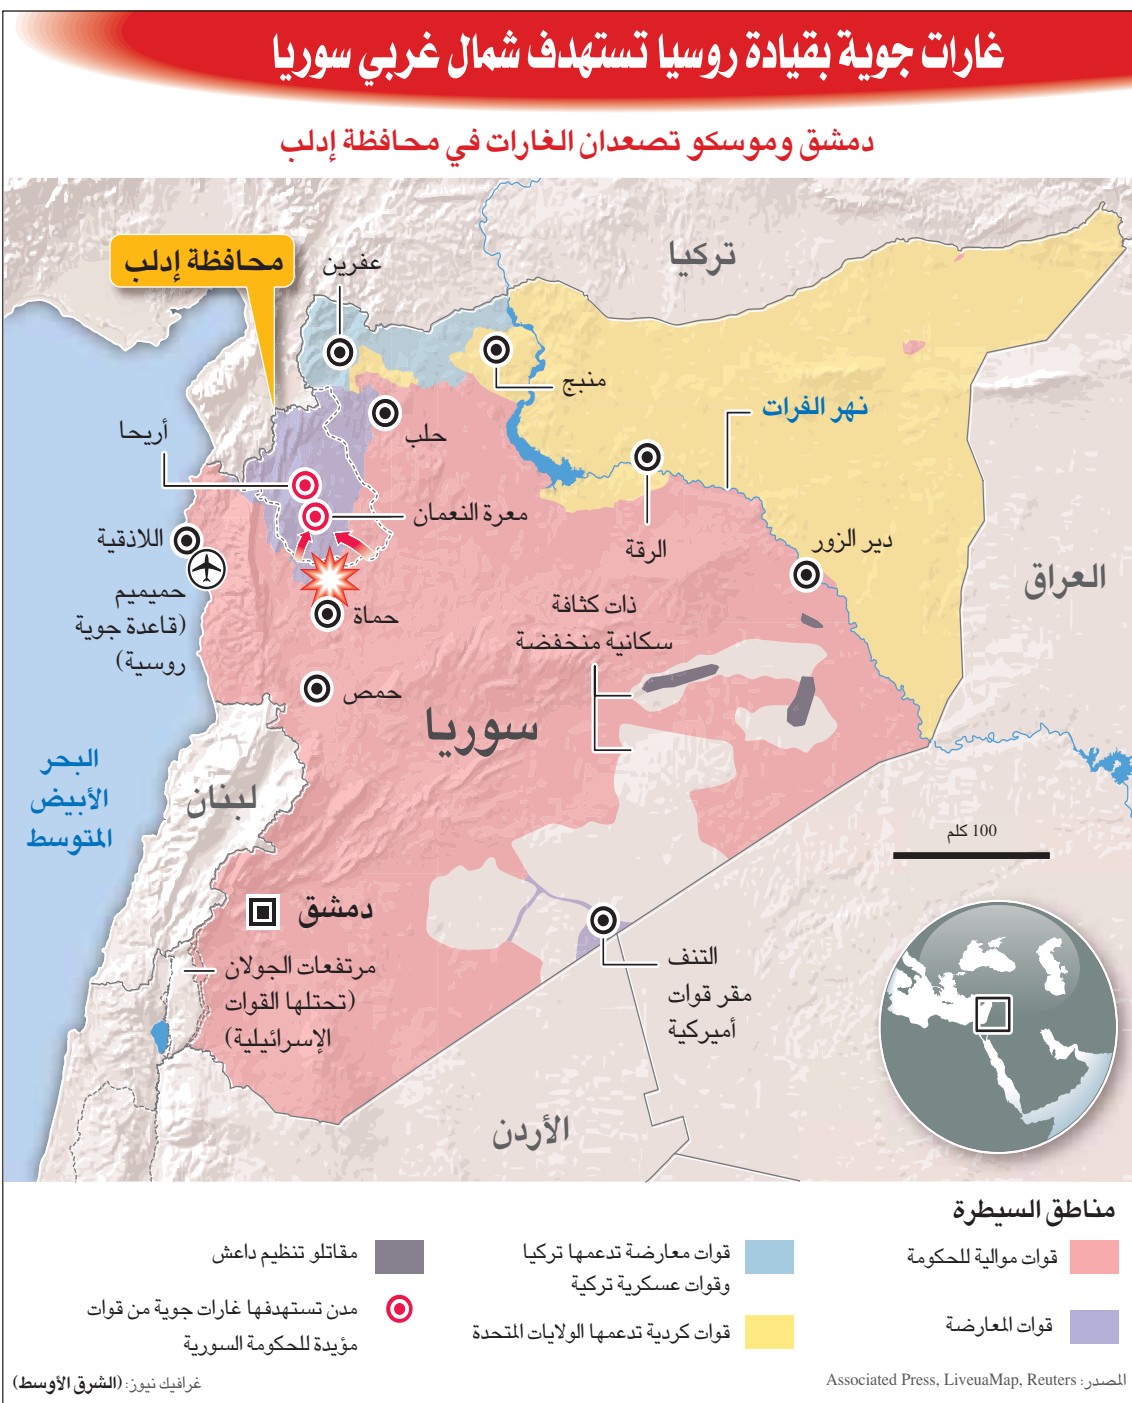 غارات جوية بقيادة روسيا تستهدف شمال غربي سوريا
دمشق وموسكو تصعدان الغارات في محافظة إدلب
تركيا
محافظة إدلب
عفرين
منبج
نهر الفرات
حلب
أريحا
معرة النعمان
الرقة
دير الزور
العراق
اللاذقية
حميميم
(قاعدة جوية
روسية)
حماة
ذات كثافة
سكانية منخفضة
حمص
سوريا
البحر
الأبيض
المتوسط
لبنان
100 كلم
دمشق
مرتفعات الجولان
(تحتلها القوات
الإسرائيلية)
التنف
مقر قوات
أميركية
الأردن
مناطق السيطرة
قوات موالية للحكومة
قوات المعارضة
قوات معارضة تدعمها تركيا
وقوات عسكرية تركية
قوات كردية تدعمها الولايات المتحدة
مقاتلو تنظيم داعش
مدن تستهدفها غارات جوية من قوات
مؤيدة للحكومة السورية
المصدر: Associated Press, LiveuaMap, Reuters
غرافيك نيوز: (الشرق الأوسط)